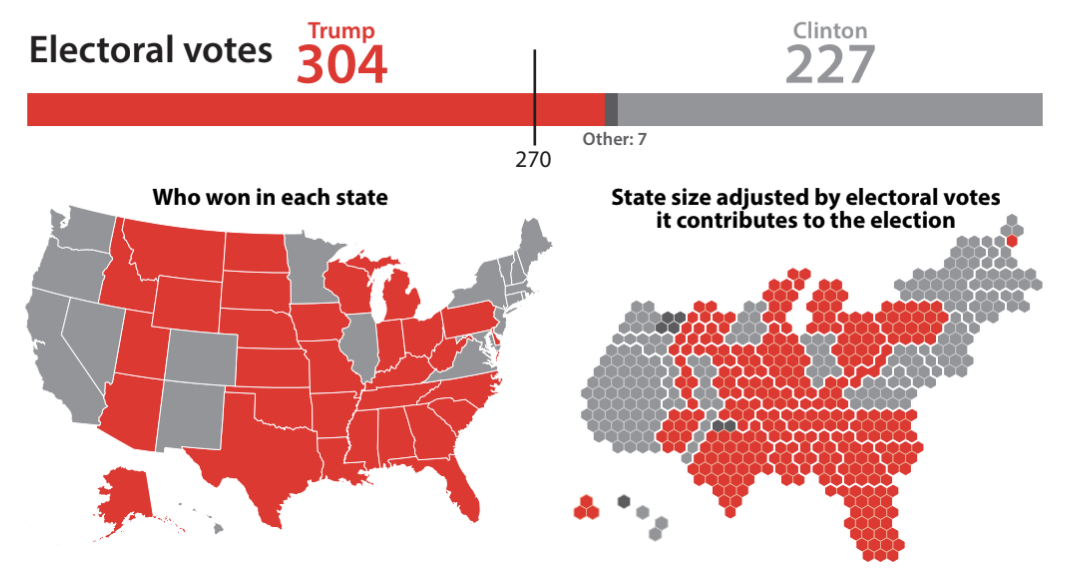 Electoral votes
Trump
304
Clinton
227
Other: 7
270
Who won in each state
State size adjusted by electoral votes
it contributes to the election